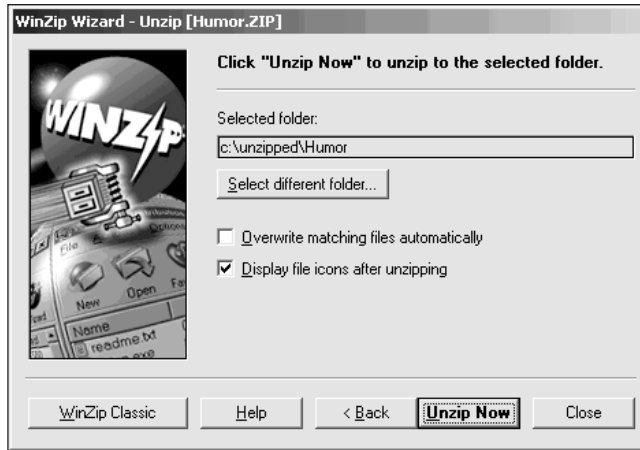 WinZip Wizard - Unzip [Humor.ZIP]
Click "Unzip Now" to unzip to the selected folder.
WINZIP
Selected folder:
c:\unzipped\Humor
Select different folder...
Overwrite matching files automatically
Display file icons after unzipping
File
Options
New
Open
Name
readme.txt
WinZip Classic
Help
< Back
Unzip Now
Close